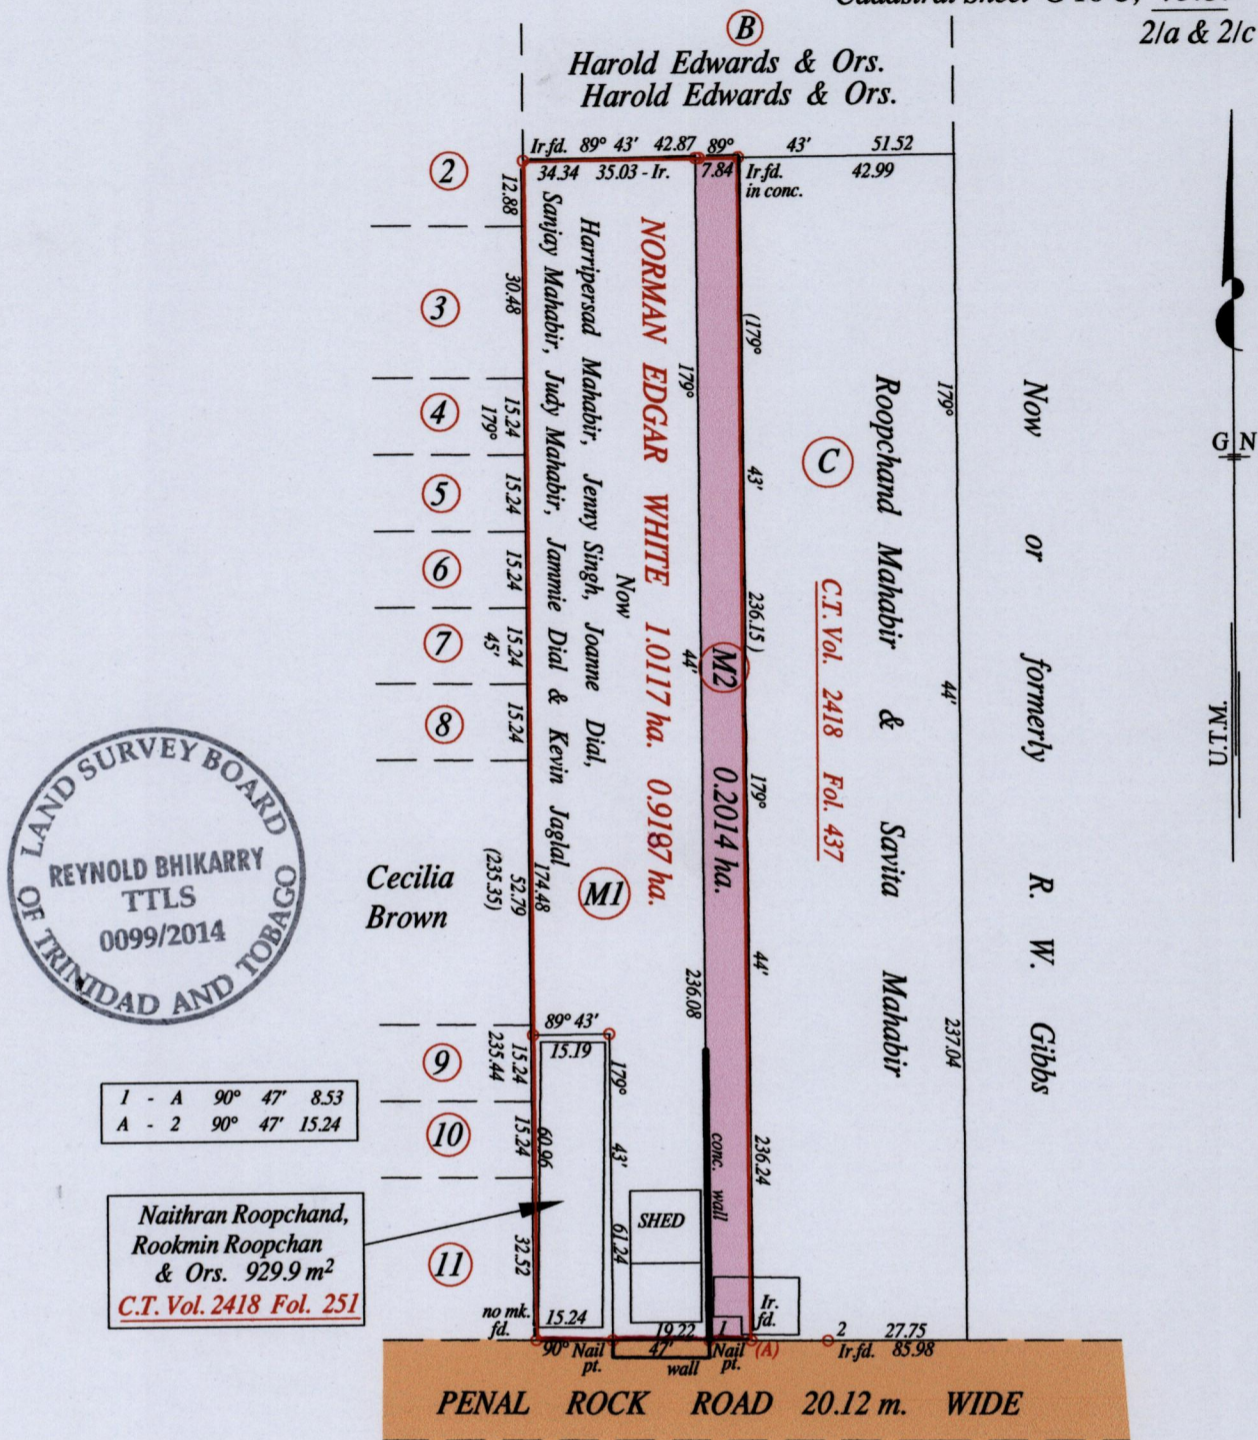 2/a & 2/c
B
Harold Edwards & Ors.
Harold Edwards & Ors.
Ir.fd. 89° 43' 42.87 89° 43' 51.52
34.34 35.03 - Ir. 7.84 Ir.fd. 42.99
in conc.
2
12.88
3
30.48
4
15.24
179°
5
15.24
6
15.24
7
15.24
45'
8
15.24
Sanjay Mahabir, Judy Mahabir, Jammie Dial & Kevin Jaglal
Harripersad Mahabir, Jenny Singh, Joanne Dial,
Now
NORMAN EDGAR WHITE 1.0117 ha. 0.9187 ha.
179° 44' 236.08
M2
0.2014 ha.
(179° 43' 236.15)
179° 44' 236.24
C
C.T. Vol. 2418 Fol. 437
Roopchand Mahabir & Savita Mahabir
179° 44' 237.04
Now or formerly R. W. Gibbs
G N
U.T.M.
LAND SURVEY BOARD
OF TRINIDAD AND TOBAGO
REYNOLD BHIKARRY
TTLS
0099/2014
Cecilia
Brown
174.48
52.79
(235.35)
M1
89° 43'
15.19
9
15.24
235.44
10
15.24
60.96
179° 43' 61.24
conc. wall
1 - A 90° 47' 8.53
A - 2 90° 47' 15.24
Naithran Roopchand,
Rookmin Roopchan
& Ors. 929.9 m²
C.T. Vol. 2418 Fol. 251
11
32.52
SHED
no mk.
fd.
15.24
19.22
1
Ir.
fd.
2 27.75
90° Nail 47' Nail (A) Ir.fd. 85.98
pt. wall pt.
PENAL ROCK ROAD 20.12 m. WIDE